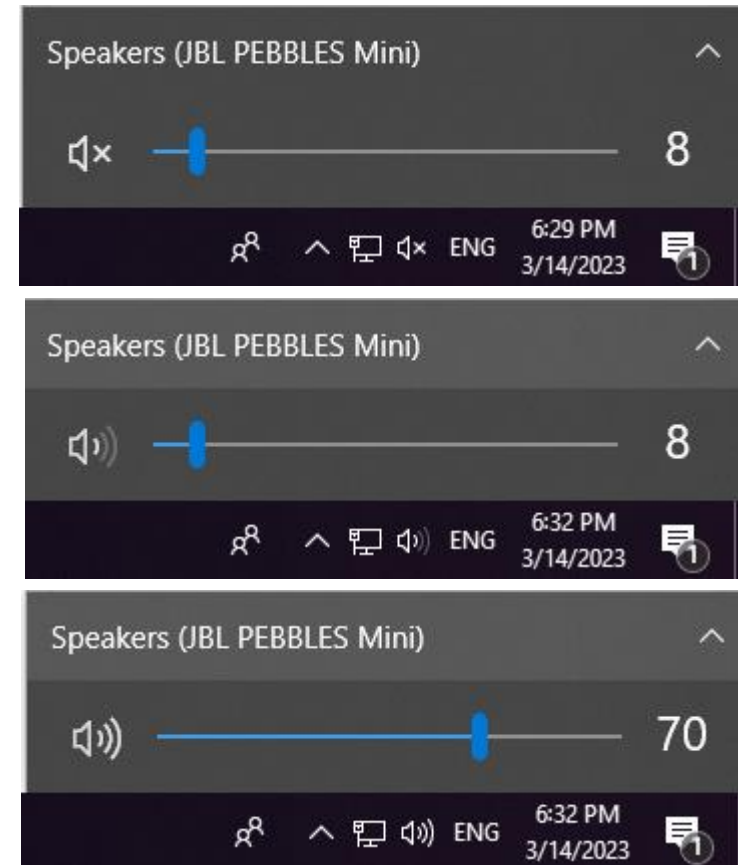 Speakers (JBL PEBBLES Mini)
8
ENG 6:29 PM
3/14/2023
1
Speakers (JBL PEBBLES Mini)
8
ENG 6:32 PM
3/14/2023
1
Speakers (JBL PEBBLES Mini)
70
ENG 6:32 PM
3/14/2023
1